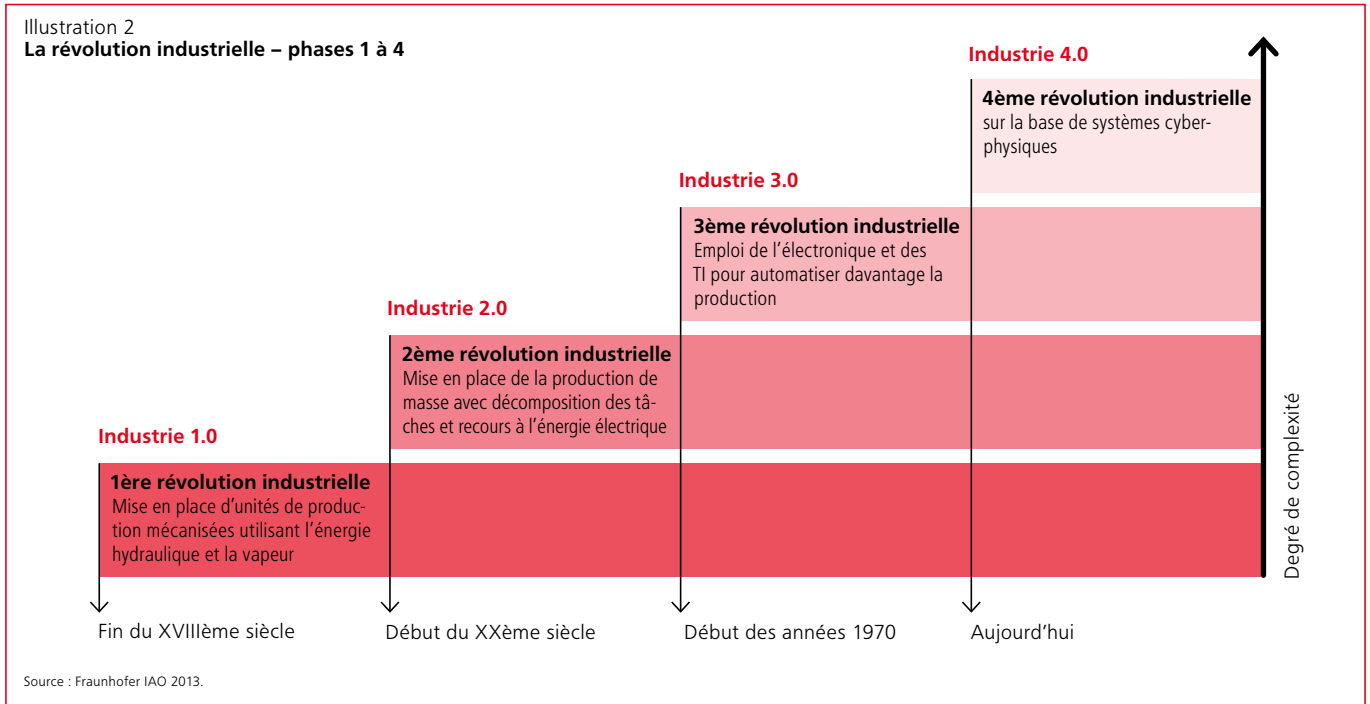 Illustration 2
La révolution industrielle – phases 1 à 4
Industrie 4.0
4ème révolution industrielle
sur la base de systèmes cyber-
physiques
Industrie 3.0
3ème révolution industrielle
Emploi de l’électronique et des
TI pour automatiser davantage la
production
Industrie 2.0
2ème révolution industrielle
Mise en place de la production de
masse avec décomposition des tâ-
ches et recours à l’énergie électrique
Industrie 1.0
1ère révolution industrielle
Mise en place d’unités de produc-
tion mécanisées utilisant l’énergie
hydraulique et la vapeur
Degré de complexité
Fin du XVIIIème siècle
Début du XXème siècle
Début des années 1970
Aujourd'hui
Source : Fraunhofer IAO 2013.